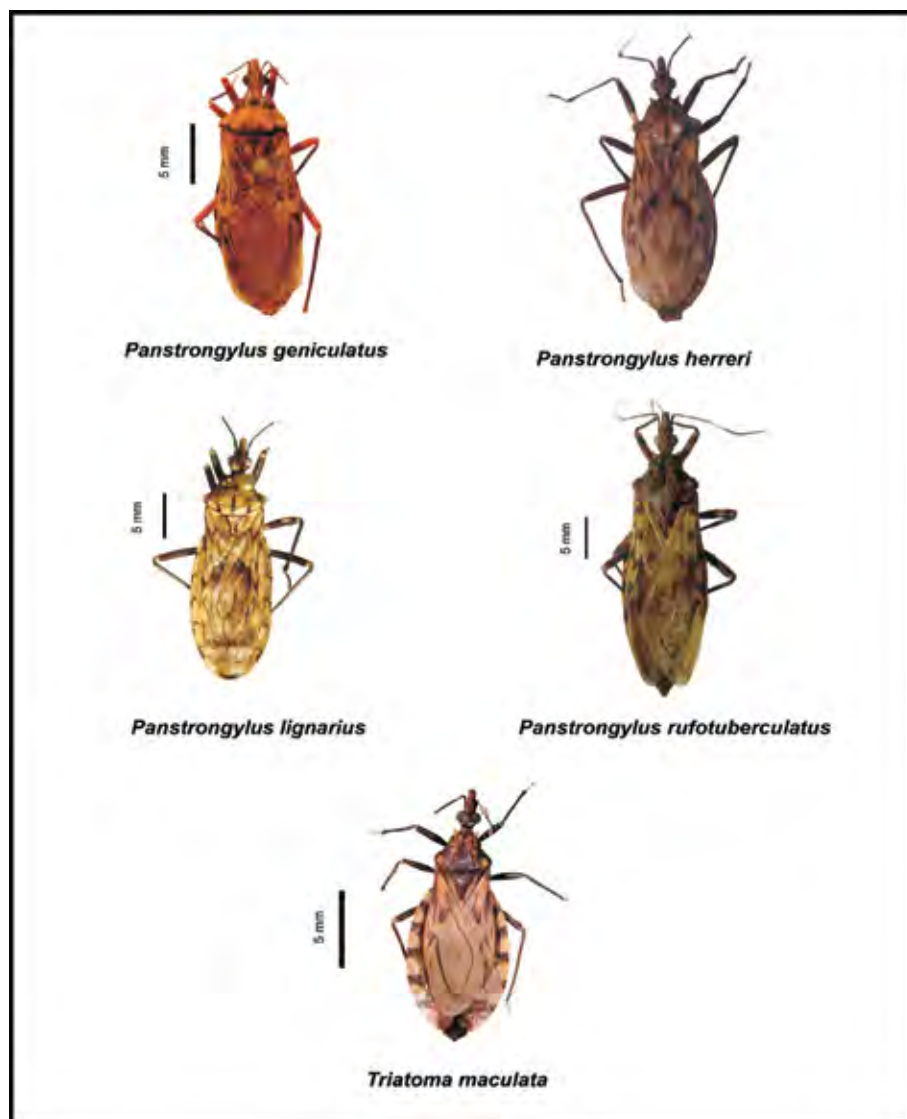 5 mm
Panstrongylus geniculatus
Panstrongylus herreri
5 mm
5 mm
Panstrongylus lignarius
Panstrongylus rufotuberculatus
5 mm
Triatoma maculata